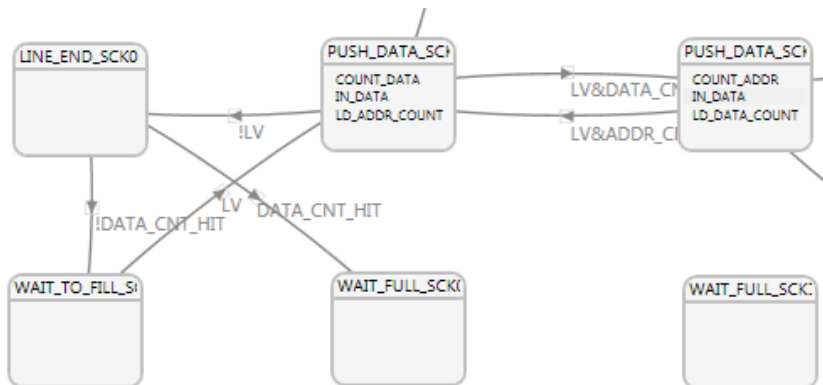 LINE_END_SCK0
PUSH_DATA_SCK
PUSH_DATA_SCK
COUNT_DATA
IN_DATA
LD_ADDR_COUNT
COUNT_ADDR
IN_DATA
LD_DATA_COUNT
LV&DATA_CN
!LV
LV&ADDR_C
LV
DATA_CNT_HIT
!DATA_CNT_HIT
WAIT_TO_FILL_S
WAIT_FULL_SCK
WAIT_FULL_SCK